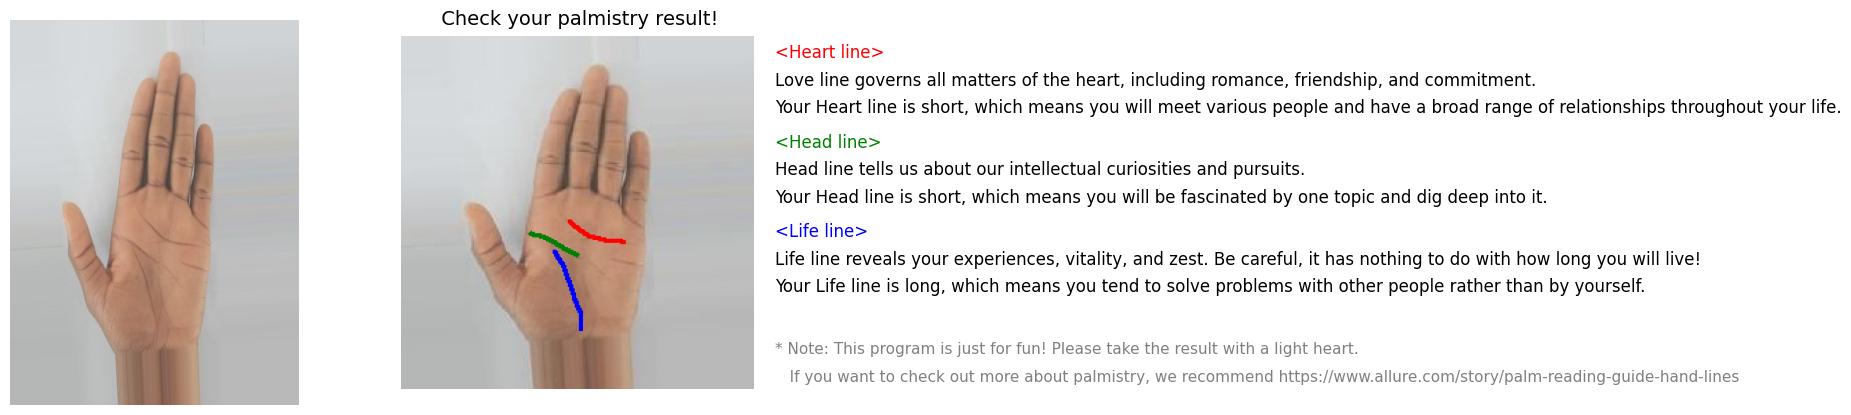 Check your palmistry result!
<Heart line>
Love line governs all matters of the heart, including romance, friendship, and commitment.
Your Heart line is short, which means you will meet various people and have a broad range of relationships throughout your life.
<Head line>
Head line tells us about our intellectual curiosities and pursuits.
Your Head line is short, which means you will be fascinated by one topic and dig deep into it.
<Life line>
Life line reveals your experiences, vitality, and zest. Be careful, it has nothing to do with how long you will live!
Your Life line is long, which means you tend to solve problems with other people rather than by yourself.
* Note: This program is just for fun! Please take the result with a light heart.
If you want to check out more about palmistry, we recommend https://www.allure.com/story/palm-reading-guide-hand-lines